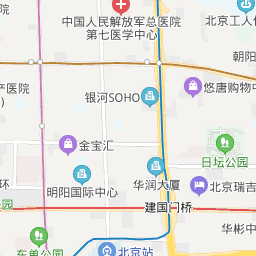 中国人民解放军总医院
第七医学中心
北京工人
朝阳
产医院
银河SOHO
悠唐购物中
金宝汇
日坛公园
环
明阳国际中心
华润大厦
北京瑞吉
公园
建国门桥
华彬中
东单公园
北京站